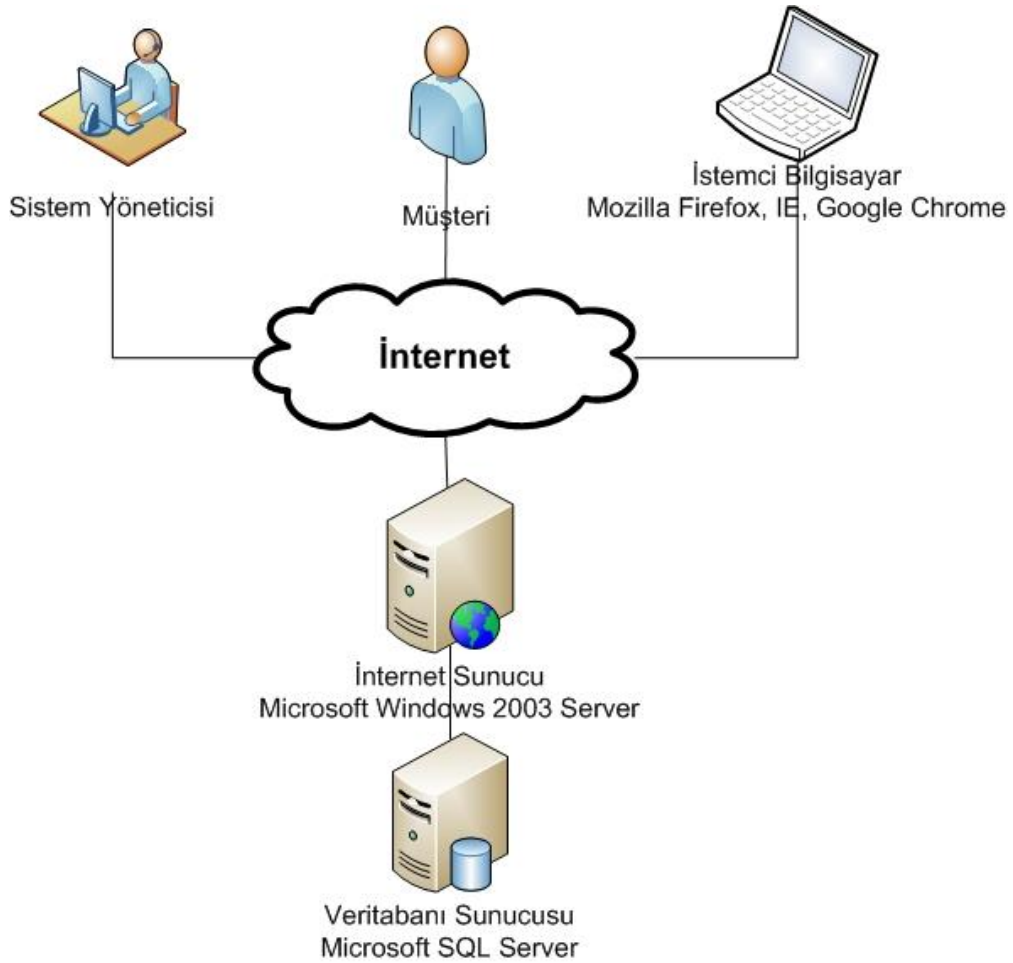 Sistem Yöneticisi
Müşteri
İstemci Bilgisayar
Mozilla Firefox, IE, Google Chrome
İnternet
İnternet Sunucu
Microsoft Windows 2003 Server
Veritabanı Sunucusu
Microsoft SQL Server